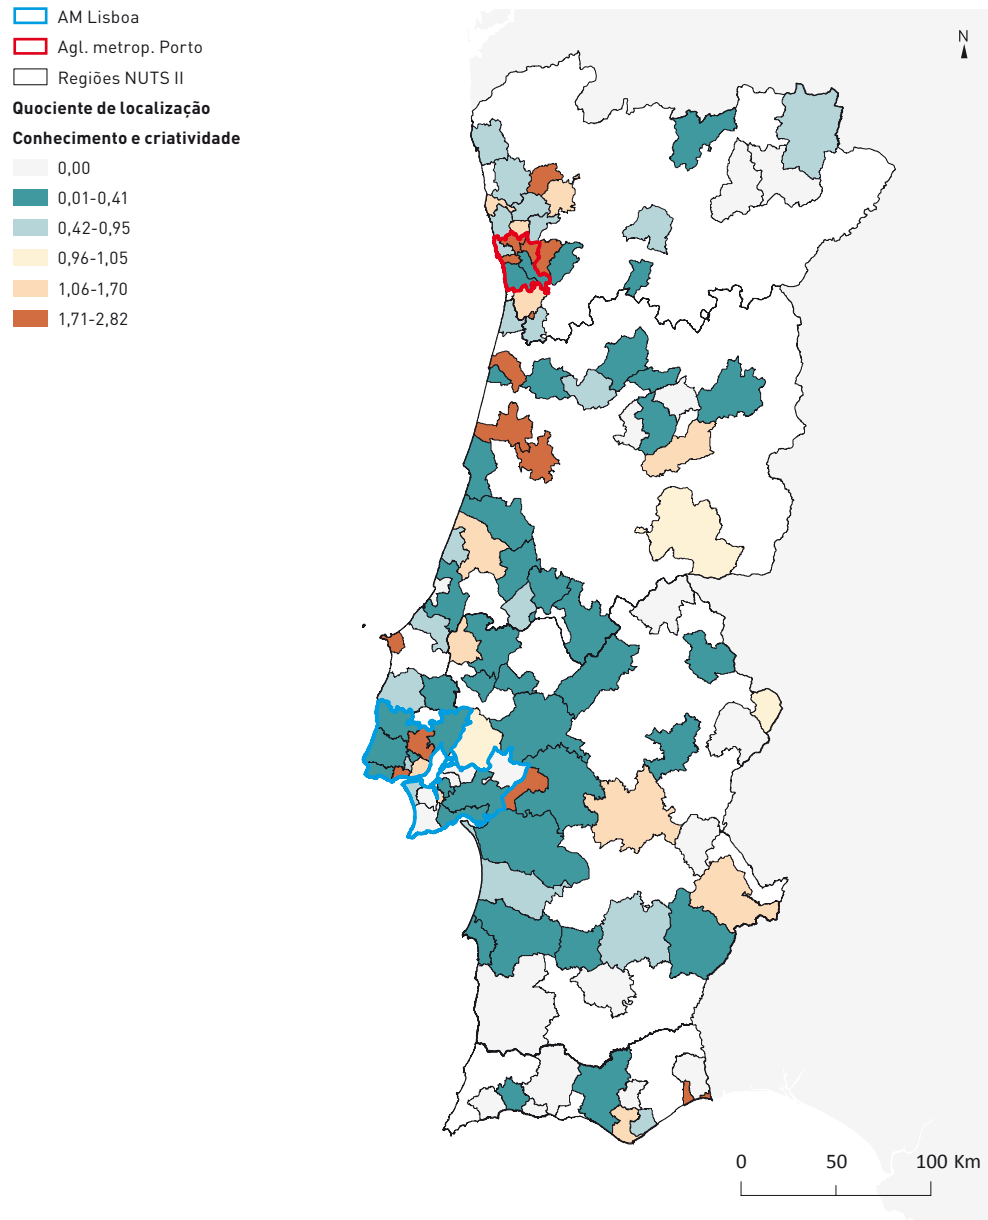 AM Lisboa
Agl. metrop. Porto
Regiões NUTS II
Quociente de localização
Conhecimento e criatividade
0,00
0,01-0,41
0,42-0,95
0,96-1,05
1,06-1,70
1,71-2,82
N
0 50 100 Km